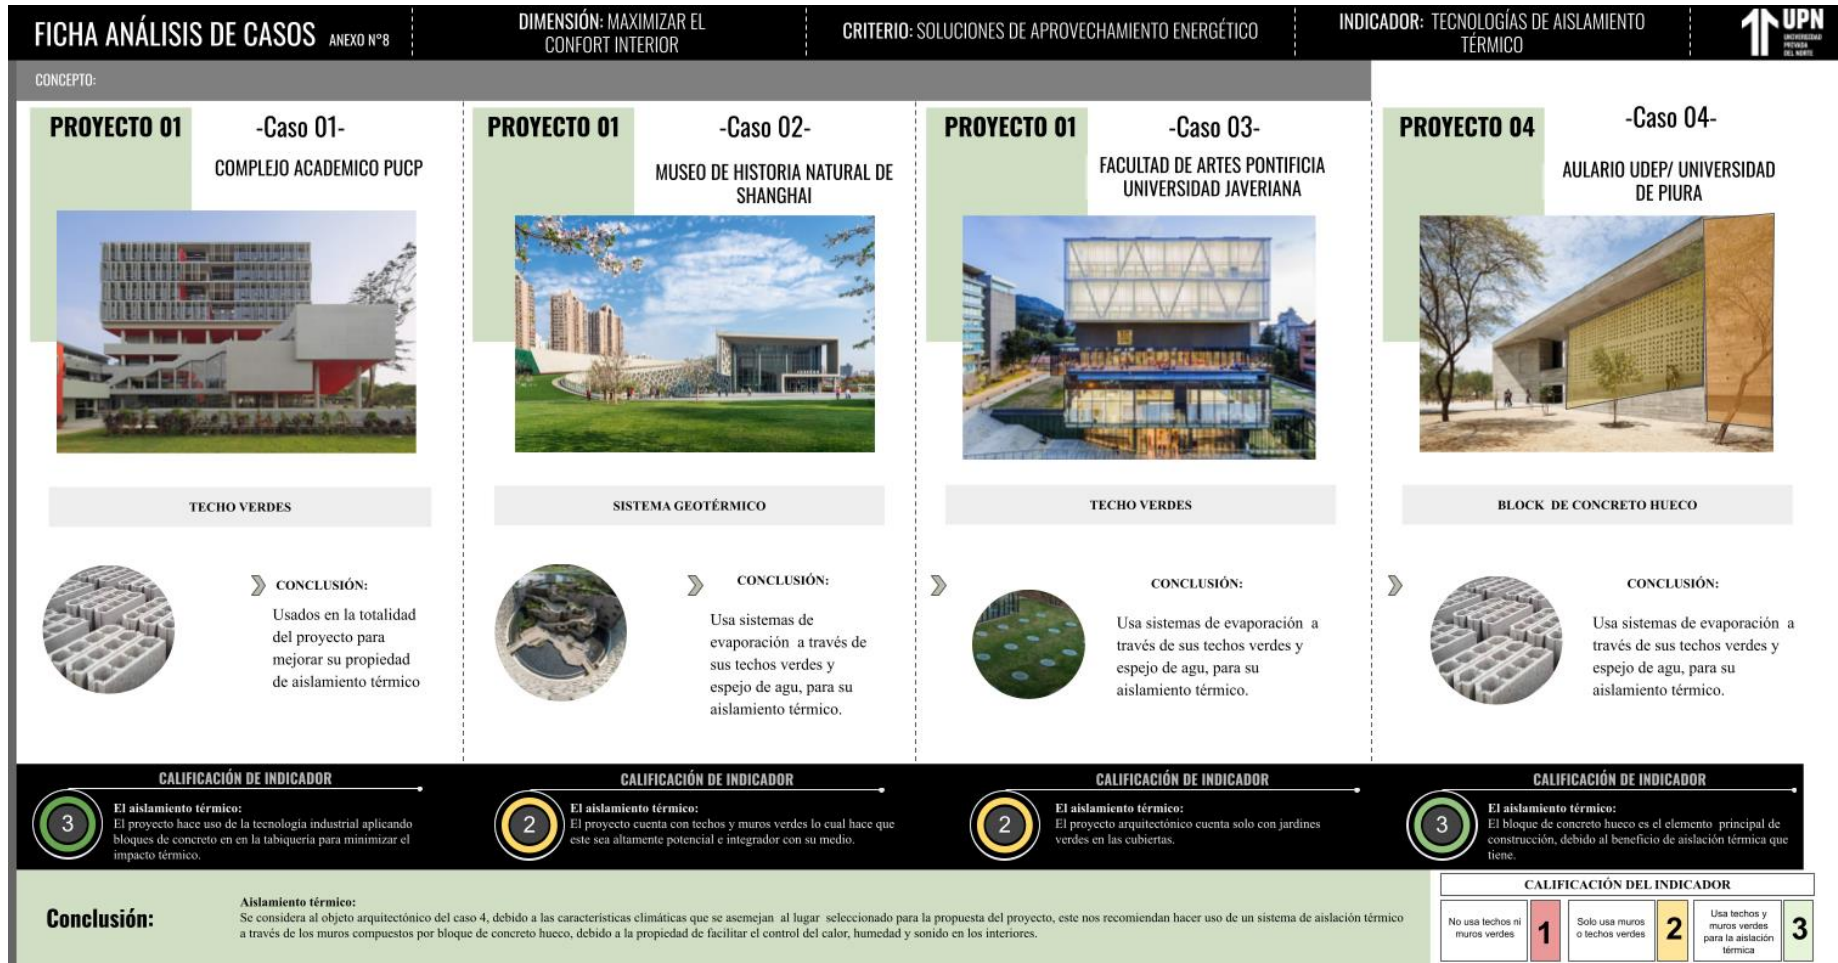 FICHA ANÁLISIS DE CASOS ANEXO N°8
DIMENSIÓN: MAXIMIZAR EL
CONFORT INTERIOR
CRITERIO: SOLUCIONES DE APROVECHAMIENTO ENERGÉTICO
INDICADOR: TECNOLOGÍAS DE AISLAMIENTO
TÉRMICO
UPN
UNIVERSIDAD
PRIVADA
DEL NORTE
CONCEPTO:
PROYECTO 01
-Caso 01-
COMPLEJO ACADEMICO PUCP
TECHO VERDES
CONCLUSIÓN:
Usados en la totalidad
del proyecto para
mejorar su propiedad
de aislamiento térmico
CALIFICACIÓN DE INDICADOR
3
El aislamiento térmico:
El proyecto hace uso de la tecnología industrial aplicando
bloques de concreto en en la tabiquería para minimizar el
impacto térmico.
PROYECTO 01
-Caso 02-
MUSEO DE HISTORIA NATURAL DE
SHANGHAI
SISTEMA GEOTÉRMICO
CONCLUSIÓN:
Usa sistemas de
evaporación a través de
sus techos verdes y
espejo de agu, para su
aislamiento térmico.
CALIFICACIÓN DE INDICADOR
2
El aislamiento térmico:
El proyecto cuenta con techos y muros verdes lo cual hace que
este sea altamente potencial e integrador con su medio.
PROYECTO 01
-Caso 03-
FACULTAD DE ARTES PONTIFICIA
UNIVERSIDAD JAVERIANA
TECHO VERDES
CONCLUSIÓN:
Usa sistemas de evaporación a
través de sus techos verdes y
espejo de agu, para su
aislamiento térmico.
CALIFICACIÓN DE INDICADOR
2
El aislamiento térmico:
El proyecto arquitectónico cuenta solo con jardines
verdes en las cubiertas.
PROYECTO 04
-Caso 04-
AULARIO UDEP/ UNIVERSIDAD
DE PIURA
BLOCK DE CONCRETO HUECO
CONCLUSIÓN:
Usa sistemas de evaporación a
través de sus techos verdes y
espejo de agu, para su
aislamiento térmico.
CALIFICACIÓN DE INDICADOR
3
El aislamiento térmico:
El bloque de concreto hueco es el elemento principal de
construcción, debido al beneficio de aislación térmica que
tiene.
Conclusión:
Aislamiento térmico:
Se considera al objeto arquitectónico del caso 4, debido a las características climáticas que se asemejan al lugar seleccionado para la propuesta del proyecto, este nos recomiendan hacer uso de un sistema de aislación térmico
a través de los muros compuestos por bloque de concreto hueco, debido a la propiedad de facilitar el control del calor, humedad y sonido en los interiores.
CALIFICACIÓN DEL INDICADOR
No usa techos ni
muros verdes
1
Solo usa muros
o techos verdes
2
Usa techos y
muros verdes
para la aislación
térmica
3